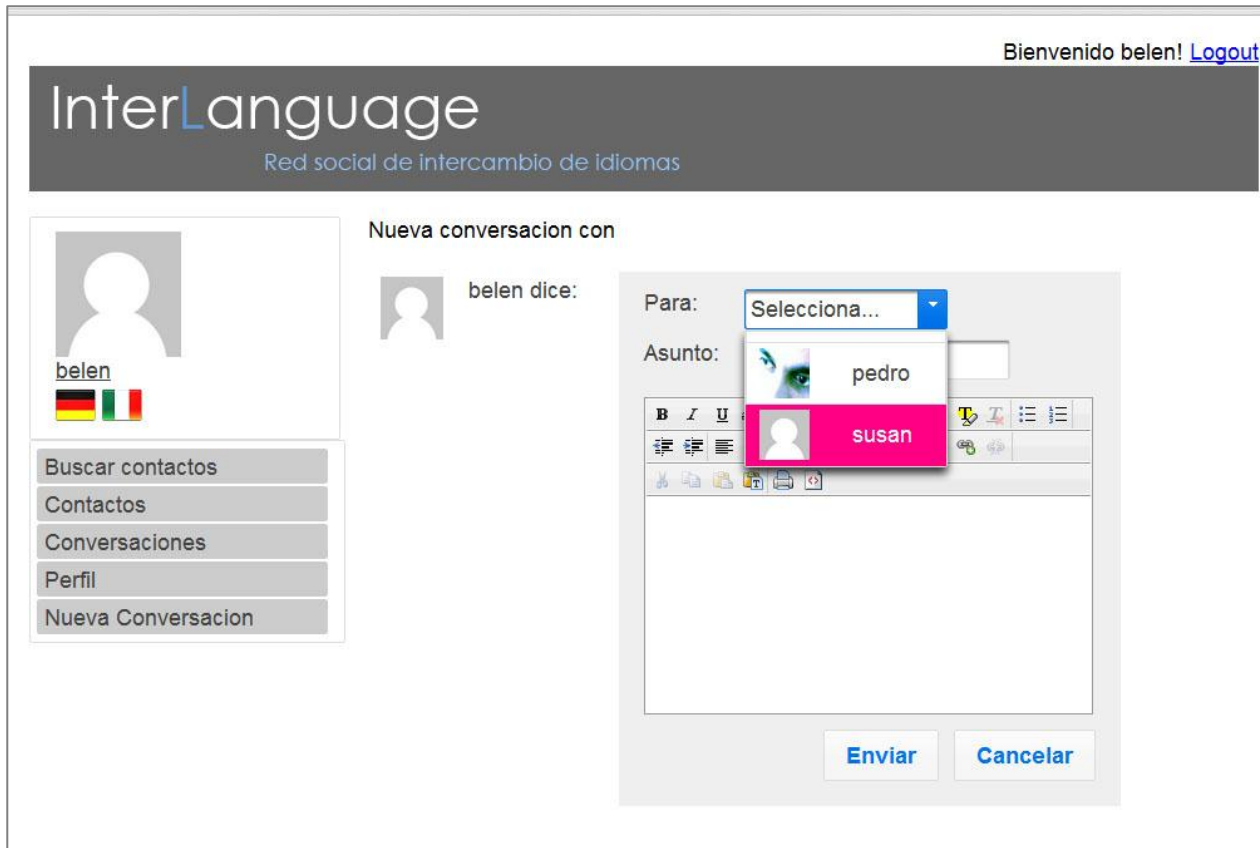 Bienvenido belen! Logout
InterLanguage
Red social de intercambio de idiomas
belen
Buscar contactos
Contactos
Conversaciones
Perfil
Nueva Conversacion
Nueva conversacion con
belen dice:
Para: Selecciona...
pedro
susan
Asunto:
B I U
Enviar Cancelar